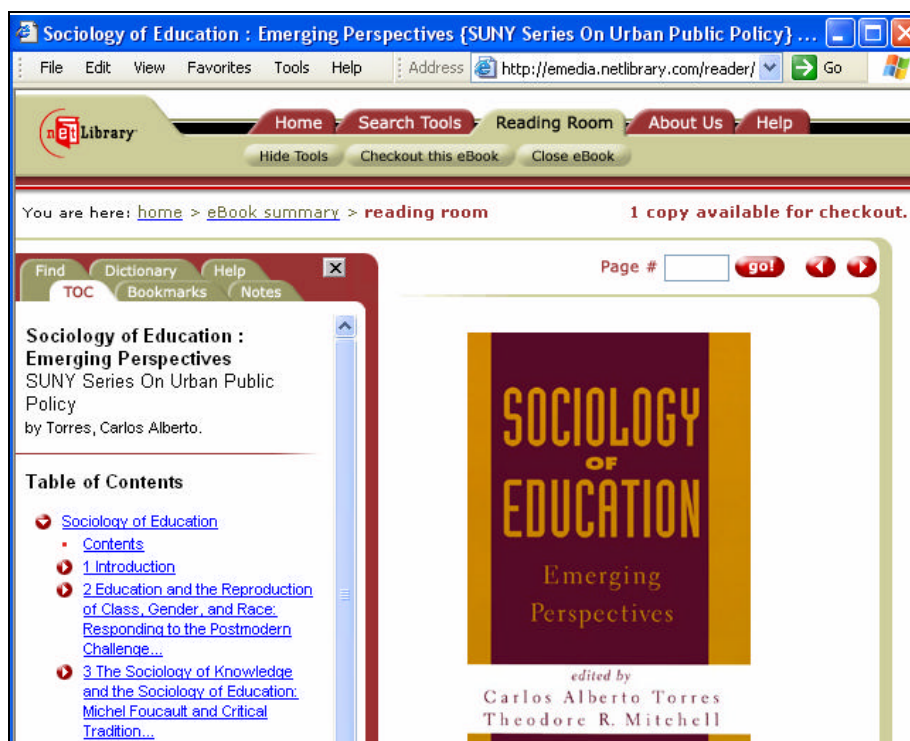 Sociology of Education : Emerging Perspectives {SUNY Series On Urban Public Policy} ...
File Edit View Favorites Tools Help Address http://emedia.netlibrary.com/reader/ Go
netLibrary Home Search Tools Reading Room About Us Help
Hide Tools Checkout this eBook Close eBook
You are here: home > eBook summary > reading room 1 copy available for checkout.
Find Dictionary Help
TOC Bookmarks Notes
Page # go!
Sociology of Education :
Emerging Perspectives
SUNY Series On Urban Public
Policy
by Torres, Carlos Alberto.
Table of Contents
Sociology of Education
Contents
1 Introduction
2 Education and the Reproduction
of Class, Gender, and Race:
Responding to the Postmodern
Challenge...
3 The Sociology of Knowledge
and the Sociology of Education:
Michel Foucault and Critical
Tradition...
SOCIOLOGY
OF
EDUCATION
Emerging
Perspectives
edited by
Carlos Alberto Torres
Theodore R. Mitchell